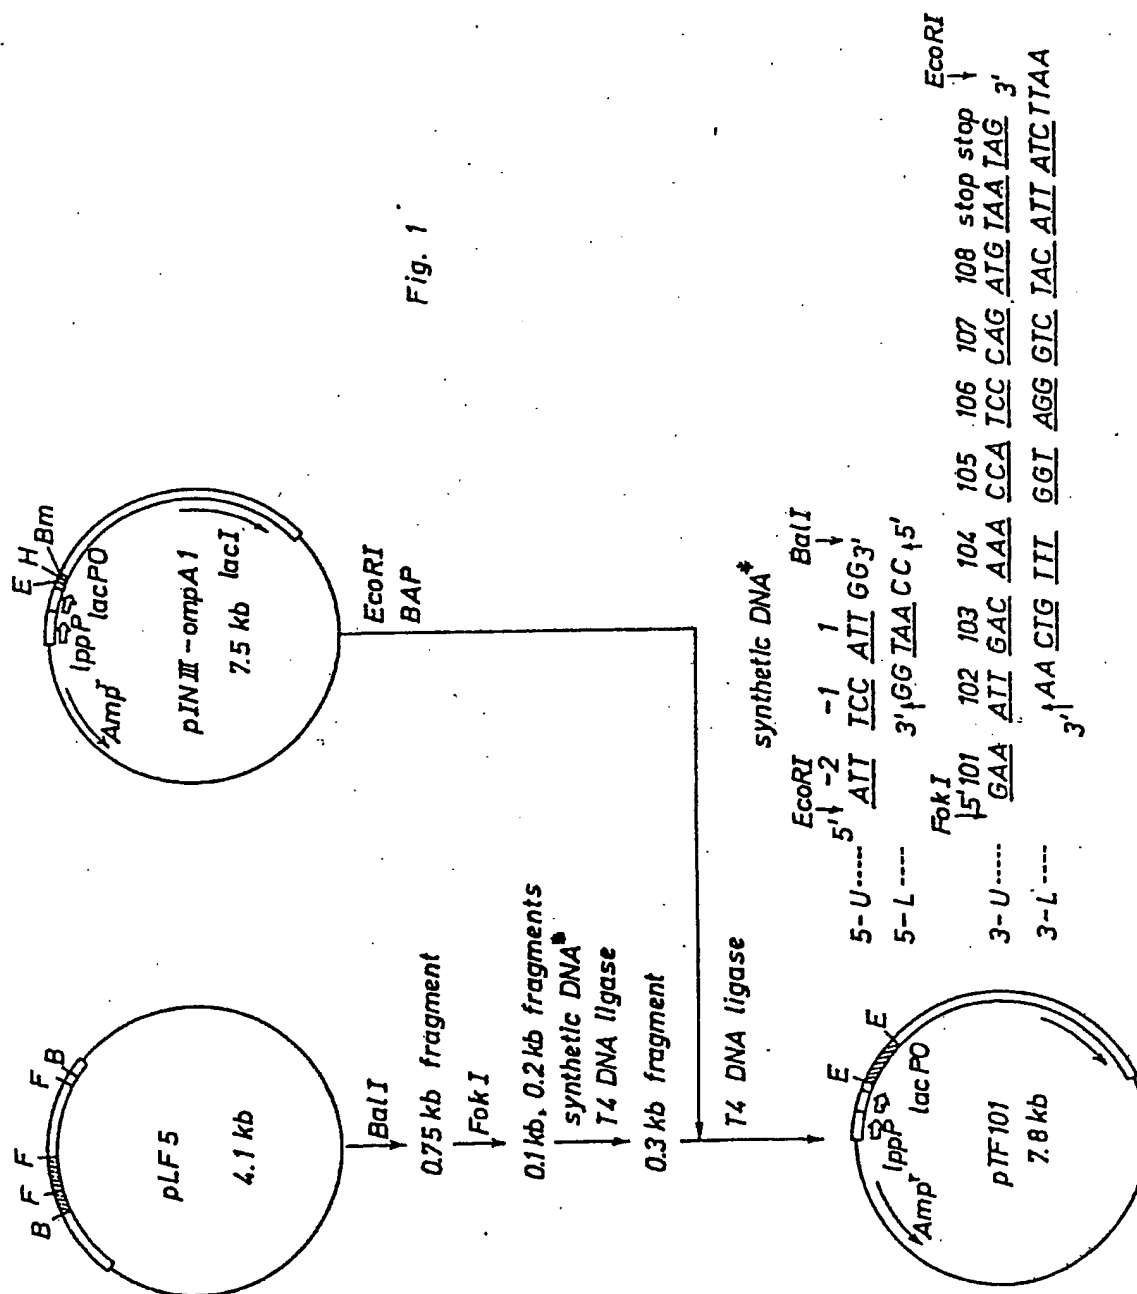 B F F F B
pLF5
4.1 kb
BalI
0.75 kb fragment
FokI
0.1 kb, 0.2 kb fragments
synthetic DNA*
T4 DNA ligase
0.3 kb fragment
T4 DNA ligase
E H Bm
lppP
lacPO
Ampr
pIN III-ompA1
7.5 kb
lacI
EcoRI
BAP
Fig. 1
E E
lppP
lacPO
Ampr
pTF101
7.8 kb
synthetic DNA*
EcoRI BalI
5' -2 -1 1
5-U----- ATT TCC ATT GG 3'
5-L---- 3' GG TAA CC 5'
FokI EcoRI
5' 101 102 103 104 105 106 107 108 stop stop
3-U----- GAA ATT GAC AAA CCA TCC CAG ATG TAA TAG 3'
3-L---- 3' AA CTG TTT GGT AGG GTC TAC ATT ATC TTAA